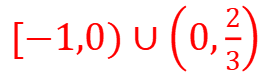 [−1,0) ∪ (0, 2/3)